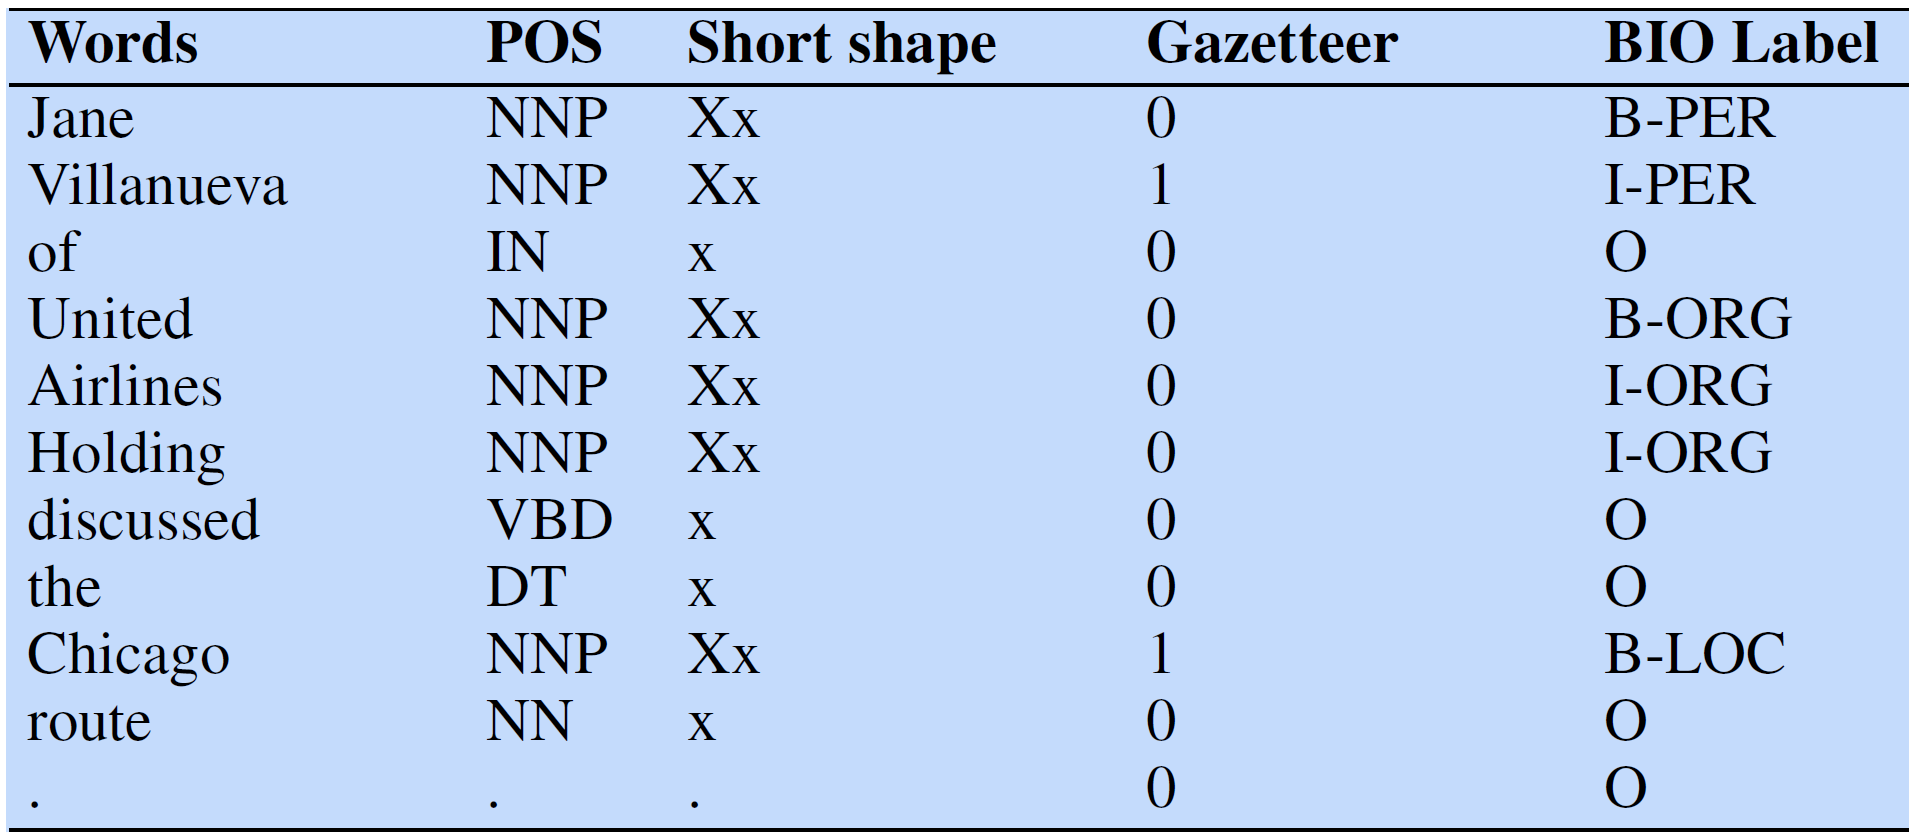 Words POS Short shape Gazetteer BIO Label
Jane NNP Xx 0 B-PER
Villanueva NNP Xx 1 I-PER
of IN x 0 O
United NNP Xx 0 B-ORG
Airlines NNP Xx 0 I-ORG
Holding NNP Xx 0 I-ORG
discussed VBD x 0 O
the DT x 0 O
Chicago NNP Xx 1 B-LOC
route NN x 0 O
. . . 0 O